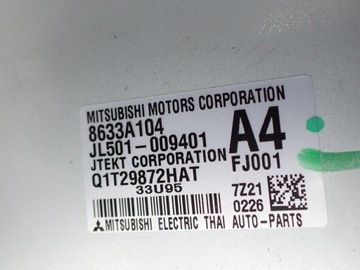 MITSUBISHI MOTORS CORPORATION
8633A104
JL501-009401
A4
JTEKT CORPORATION
FJ001
Q1T29872HAT
33U95
7Z21
0226
MITSUBISHI ELECTRIC THAI AUTO-PARTS